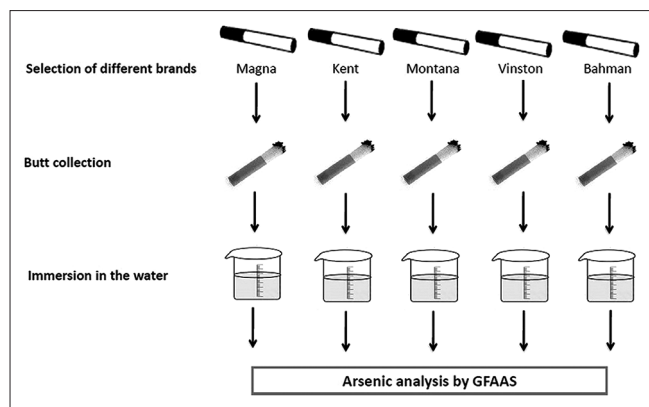 Selection of different brands
Magna Kent Montana Vinston Bahman
Butt collection
Immersion in the water
Arsenic analysis by GFAAS